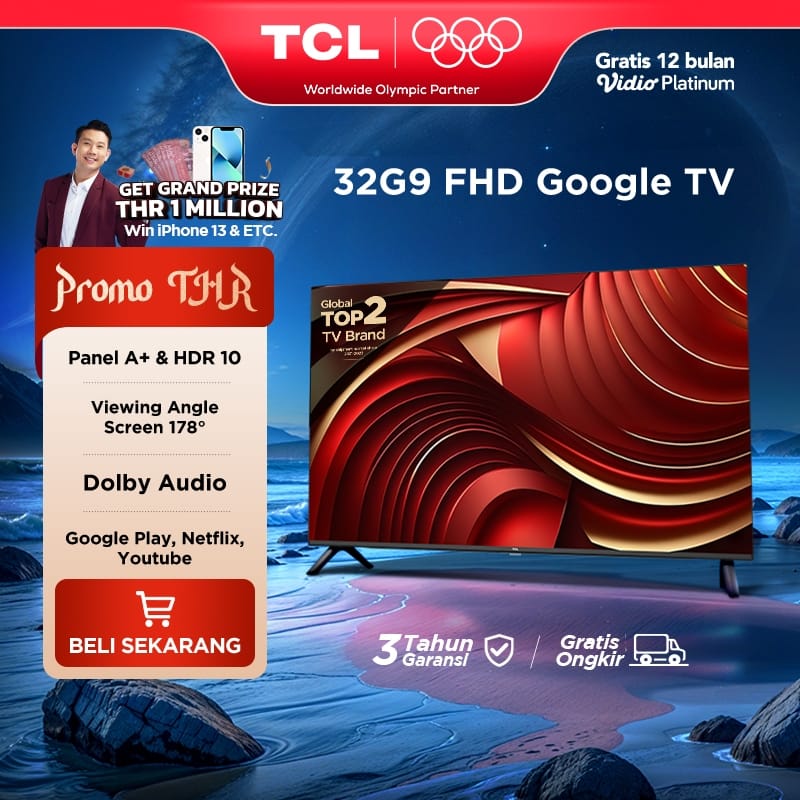 TCL
Worldwide Olympic Partner
Gratis 12 bulan
Vidio Platinum
32G9 FHD Google TV
GET GRAND PRIZE
THR 1 MILLION
Win iPhone 13 & ETC.
Promo THR
Panel A+ & HDR 10
Viewing Angle
Screen 178°
Dolby Audio
Google Play, Netflix,
Youtube
BELI SEKARANG
Global
TOP2
TV Brand
TCL
3 Tahun
Garansi
Gratis
Ongkir